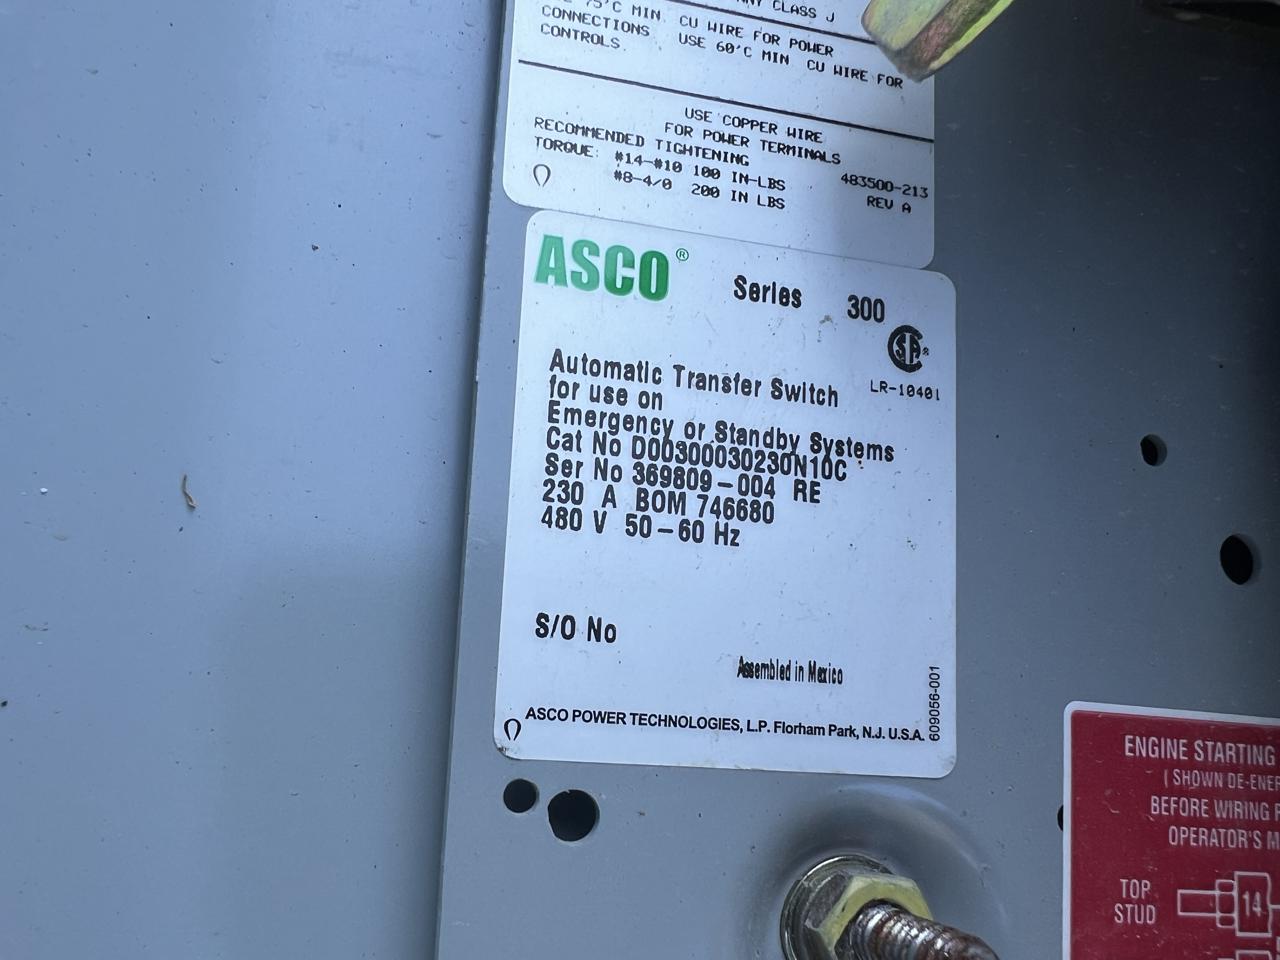 CLASS J
75°C MIN CU WIRE FOR POWER
CONNECTIONS USE 60°C MIN CU WIRE FOR
CONTROLS.
USE COPPER WIRE
FOR POWER TERMINALS
RECOMMENDED TIGHTENING
TORQUE: #14-#10 100 IN-LBS
#8-4/0 200 IN LBS
483500-213
REV A
ASCO®
Series 300
LR-10401
Automatic Transfer Switch
for use on
Emergency or Standby Systems
Cat No D00300030230N10C
Ser No 369809-004 RE
230 A BOM 746680
480 V 50-60 Hz
S/O No
Assembled in Mexico
ASCO POWER TECHNOLOGIES, L.P. Florham Park, N.J. U.S.A.
609056-001
ENGINE STARTING
( SHOWN DE-ENER
BEFORE WIRING
OPERATOR'S M
TOP
STUD
14